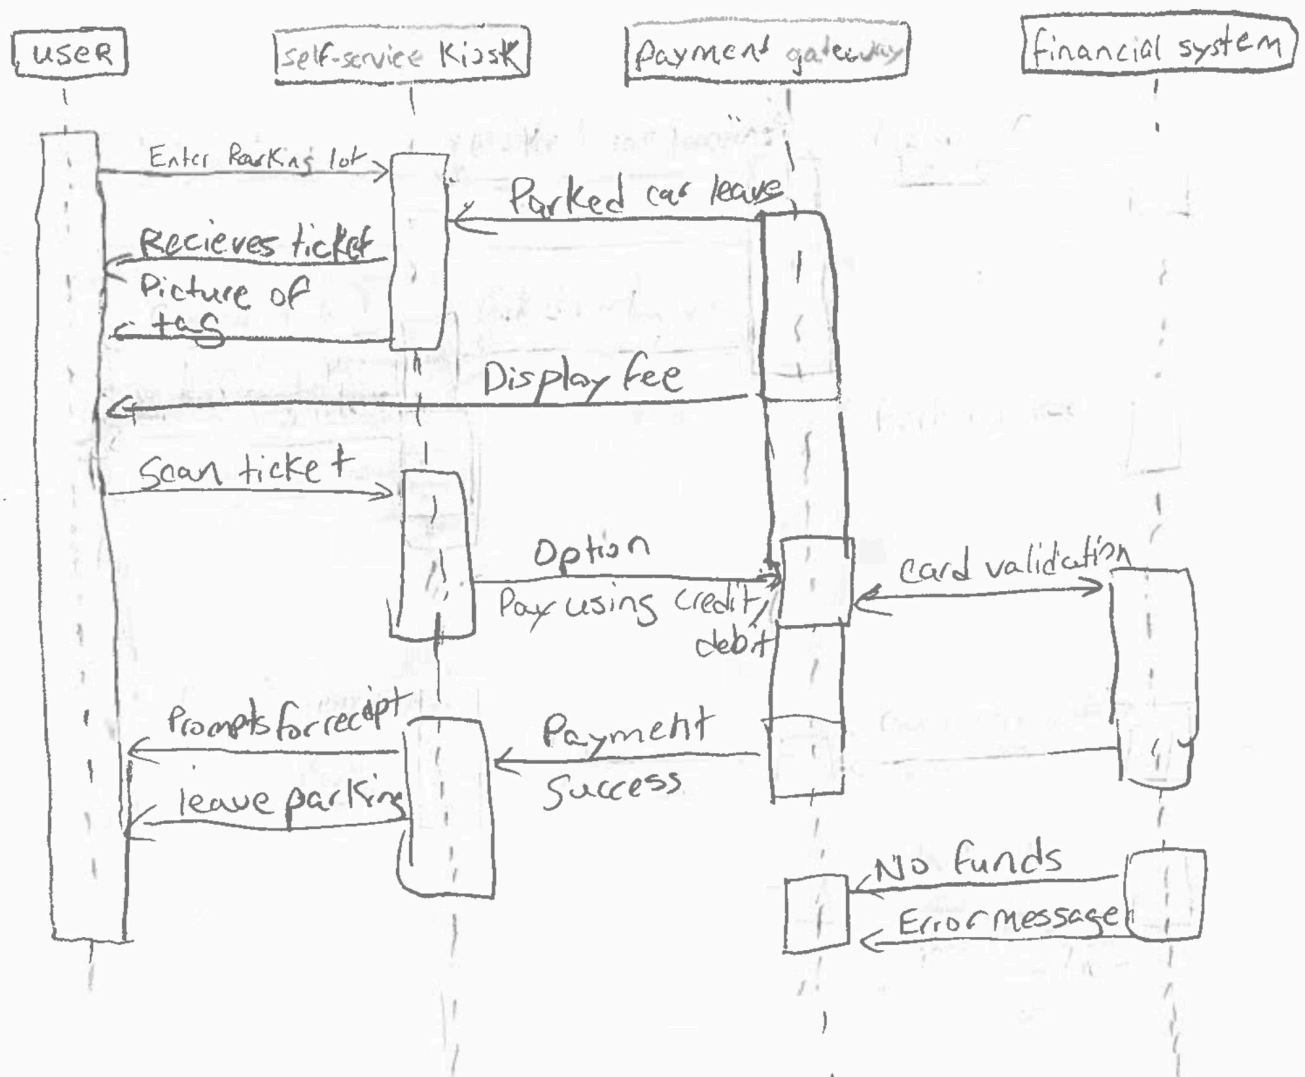 user
self-service Kiosk
payment gateway
financial system
Enter Parking lot
Parked car leave
Recieves ticket
Picture of
tag
Display fee
Scan ticket
Option
Pay using credit,
debit
card validation
Prompts for reciept
Payment
Success
leave parking
No funds
Error message